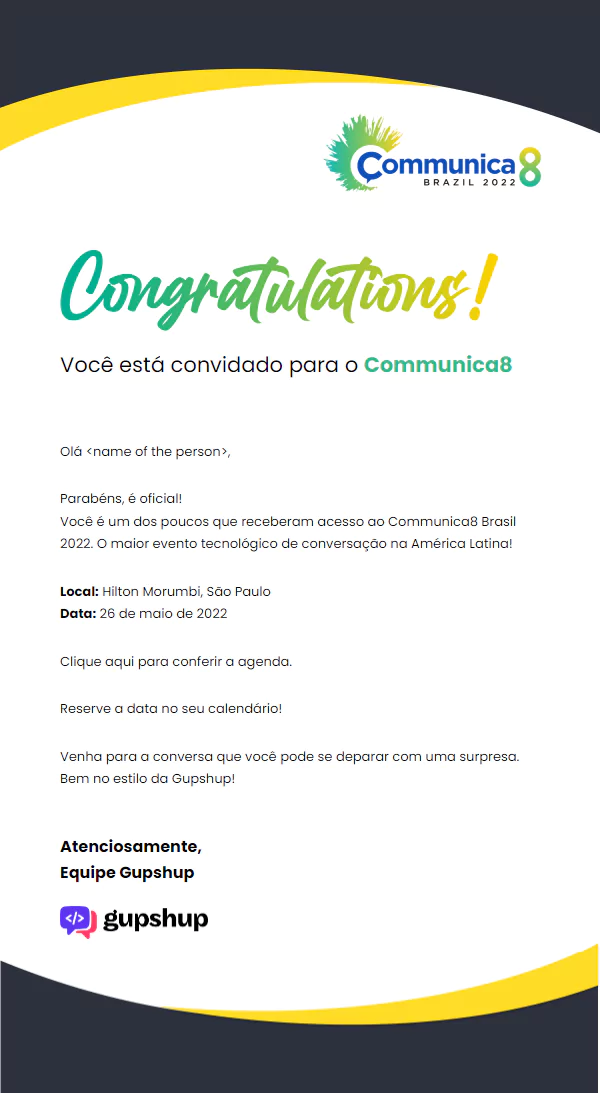 Communica8
BRAZIL 2022
Congratulations!
Você está convidado para o Communica8
Olá <name of the person>,
Parabéns, é oficial!
Você é um dos poucos que receberam acesso ao Communica8 Brasil
2022. O maior evento tecnológico de conversação na América Latina!
Local: Hilton Morumbi, São Paulo
Data: 26 de maio de 2022
Clique aqui para conferir a agenda.
Reserve a data no seu calendário!
Venha para a conversa que você pode se deparar com uma surpresa.
Bem no estilo da Gupshup!
Atenciosamente,
Equipe Gupshup
</> gupshup